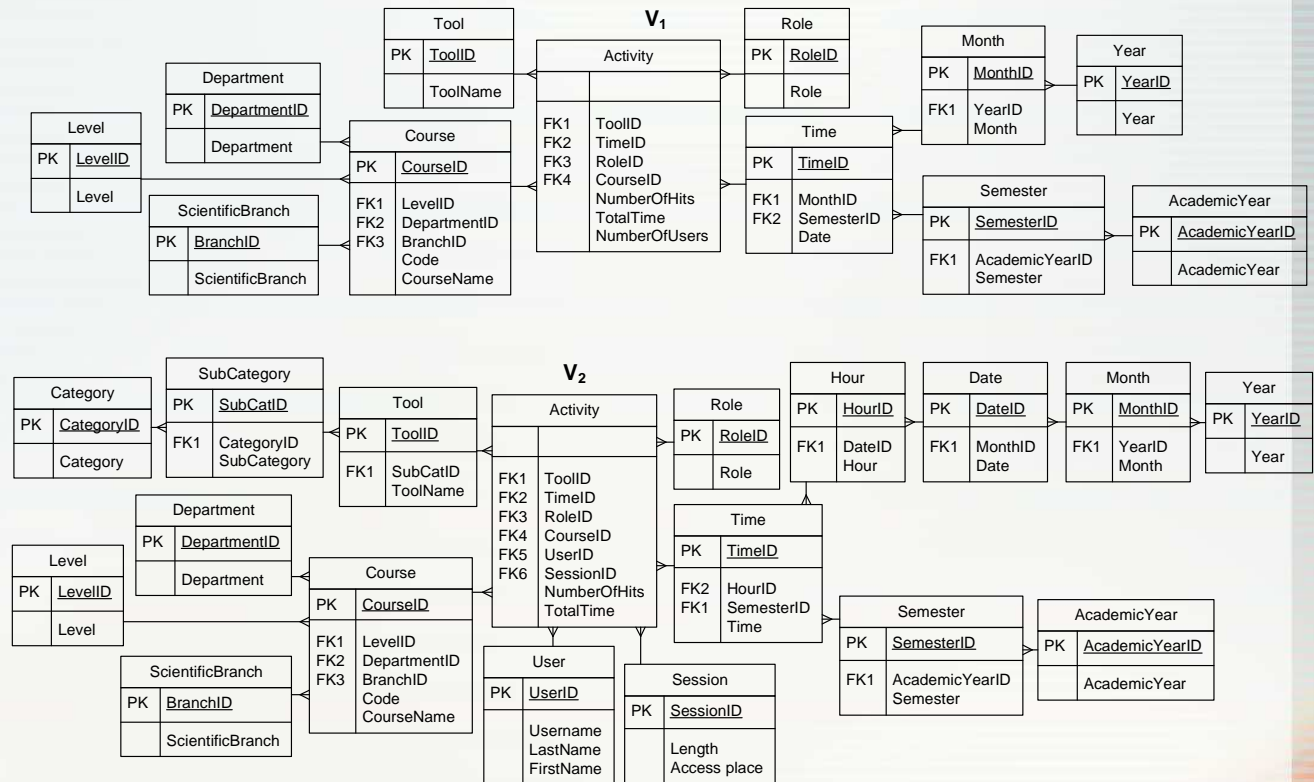 V1
Tool
PK ToolID
ToolName
Activity
FK1 ToolID
FK2 TimeID
FK3 RoleID
FK4 CourseID
NumberOfHits
TotalTime
NumberOfUsers
Role
PK RoleID
Role
Month
PK MonthID
FK1 YearID
Month
Year
PK YearID
Year
Department
PK DepartmentID
Department
Level
PK LevelID
Level
Course
PK CourseID
FK1 LevelID
FK2 DepartmentID
FK3 BranchID
Code
CourseName
ScientificBranch
PK BranchID
ScientificBranch
Time
PK TimeID
FK1 MonthID
FK2 SemesterID
Date
Semester
PK SemesterID
FK1 AcademicYearID
Semester
AcademicYear
PK AcademicYearID
AcademicYear
V2
Category
PK CategoryID
Category
SubCategory
PK SubCatID
FK1 CategoryID
SubCategory
Tool
PK ToolID
FK1 SubCatID
ToolName
Activity
FK1 ToolID
FK2 TimeID
FK3 RoleID
FK4 CourseID
FK5 UserID
FK6 SessionID
NumberOfHits
TotalTime
Role
PK RoleID
Role
Hour
PK HourID
FK1 DateID
Hour
Date
PK DateID
FK1 MonthID
Date
Month
PK MonthID
FK1 YearID
Month
Year
PK YearID
Year
Department
PK DepartmentID
Department
Level
PK LevelID
Level
Course
PK CourseID
FK1 LevelID
FK2 DepartmentID
FK3 BranchID
Code
CourseName
ScientificBranch
PK BranchID
ScientificBranch
User
PK UserID
Username
LastName
FirstName
Session
PK SessionID
Length
Access place
Time
PK TimeID
FK2 HourID
FK1 SemesterID
Time
Semester
PK SemesterID
FK1 AcademicYearID
Semester
AcademicYear
PK AcademicYearID
AcademicYear